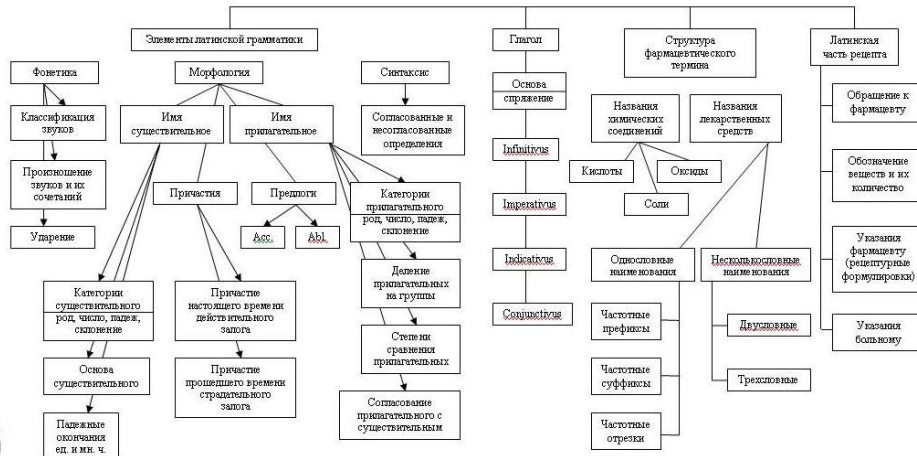 Элементы латинской грамматики
Глагол
Структура
фармацевтического
термина
Латинская
часть рецепта
Фонетика
Морфология
Синтаксис
Классификация
звуков
Произношение
звуков и их
сочетаний
Ударение
Имя
существительное
Имя
прилагательное
Согласованные и
несогласованные
определения
Причастия
Предлоги
Acc.
Abl.
Категории
прилагательного
род, число, падеж,
склонение
Деление
прилагательных
на группы
Степени
сравнения
прилагательных
Согласование
прилагательного с
существительным
Категории
существительного
род, число, падеж,
склонение
Основа
существительного
Падежные
окончания
ед. и мн. ч.
Причастие
настоящего времени
действительного
залога
Причастие
прошедшего времени
страдательного
залога
Основа
спряжение
Infinitivus
Imperativus
Indicativus
Conjunctivus
Названия
химических
соединений
Названия
лекарственных
средств
Кислоты
Оксиды
Соли
Однословные
наименования
Несколькословные
наименования
Частотные
префиксы
Частотные
суффиксы
Частотные
отрезки
Двусловные
Трехсловные
Обращение к
фармацевту
Обозначение
веществ и их
количество
Указания
фармацевту
(рецептурные
формулировки)
Указания
больному